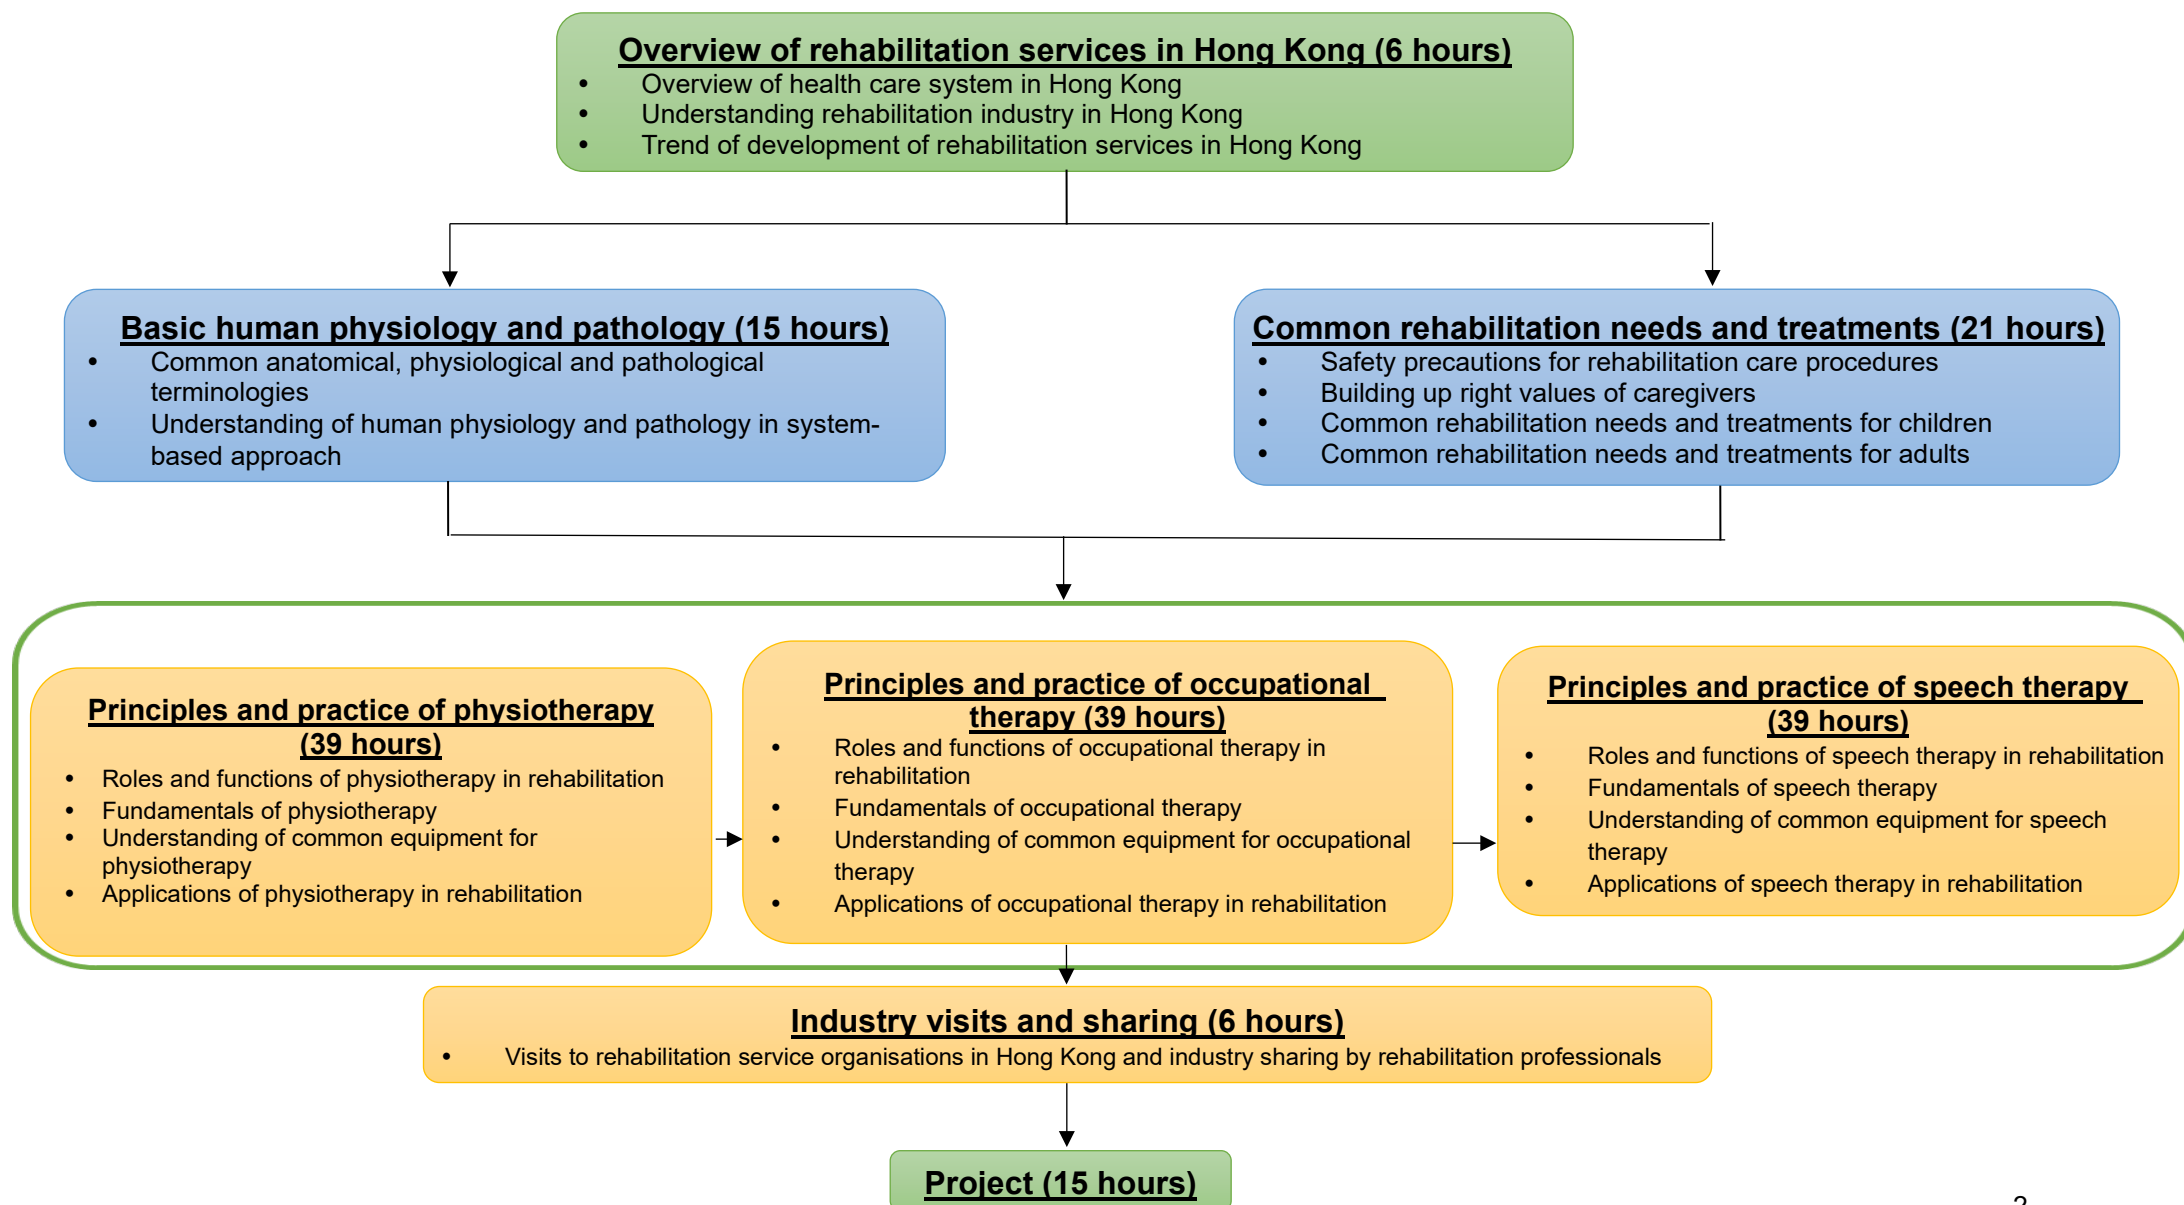 Overview of rehabilitation services in Hong Kong (6 hours)
• Overview of health care system in Hong Kong
• Understanding rehabilitation industry in Hong Kong
• Trend of development of rehabilitation services in Hong Kong
Basic human physiology and pathology (15 hours)
• Common anatomical, physiological and pathological
terminologies
• Understanding of human physiology and pathology in system-
based approach
Common rehabilitation needs and treatments (21 hours)
• Safety precautions for rehabilitation care procedures
• Building up right values of caregivers
• Common rehabilitation needs and treatments for children
• Common rehabilitation needs and treatments for adults
Principles and practice of physiotherapy
(39 hours)
• Roles and functions of physiotherapy in rehabilitation
• Fundamentals of physiotherapy
• Understanding of common equipment for
physiotherapy
• Applications of physiotherapy in rehabilitation
Principles and practice of occupational
therapy (39 hours)
• Roles and functions of occupational therapy in
rehabilitation
• Fundamentals of occupational therapy
• Understanding of common equipment for occupational
therapy
• Applications of occupational therapy in rehabilitation
Principles and practice of speech therapy
(39 hours)
• Roles and functions of speech therapy in rehabilitation
• Fundamentals of speech therapy
• Understanding of common equipment for speech
therapy
• Applications of speech therapy in rehabilitation
Industry visits and sharing (6 hours)
• Visits to rehabilitation service organisations in Hong Kong and industry sharing by rehabilitation professionals
Project (15 hours)